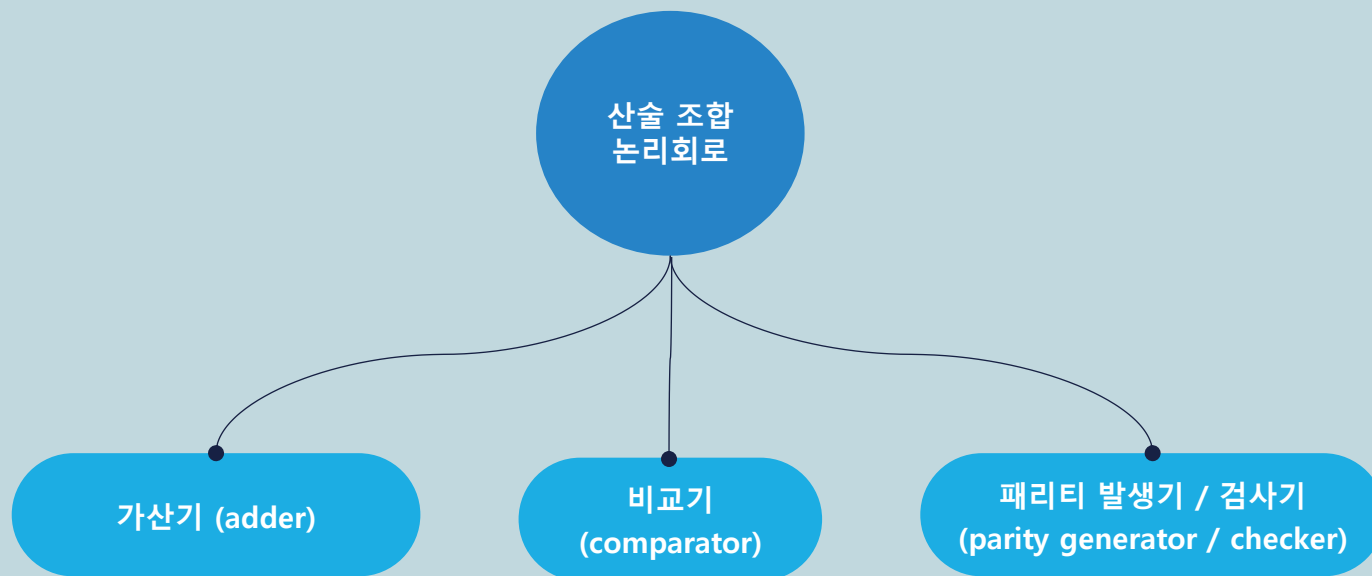 산술 조합
논리회로
가산기 (adder)
비교기
(comparator)
패리티 발생기 / 검사기
(parity generator / checker)